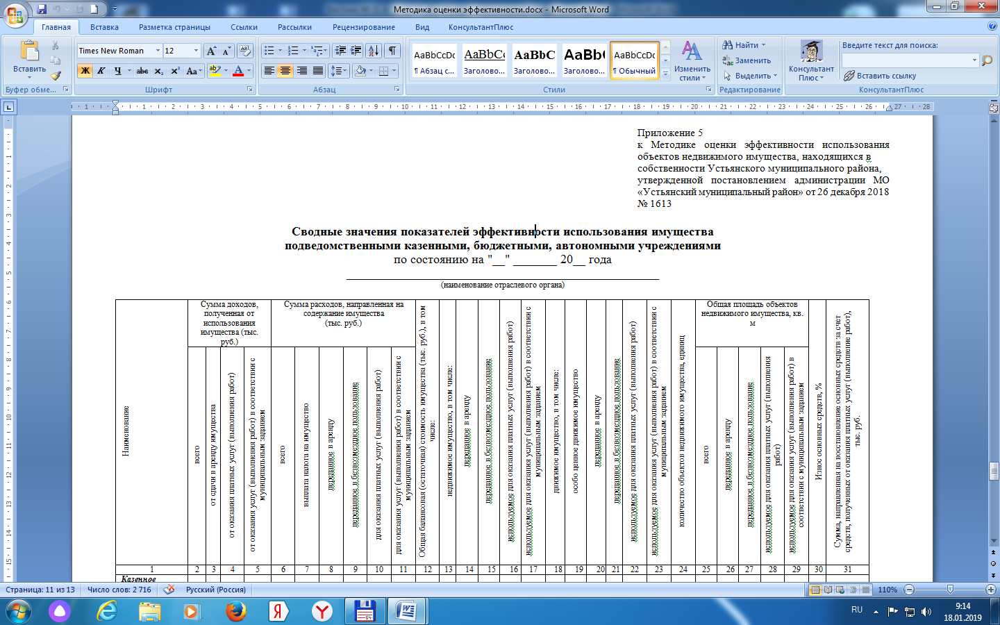 Методика оценки эффективности.docx - Microsoft Word
Главная Вставка Разметка страницы Ссылки Рассылки Рецензирование Вид КонсультантПлюс
Вставить
Буфер обме...
Times New Roman 12
Ж К Ч abc x₂ x² Aa
Шрифт
Абзац
AaBbCcDc AaBbCc AaBbC AaBb AaBbCcDc
¶ Абзац с... Заголово... Заголово... Заголово... ¶ Обычный
Изменить стили
Стили
Найти
Заменить
Выделить
Редактирование
Консультант Плюс
Введите текст для поиска:
Вставить ссылку
КонсультантПлюс
Приложение 5
к Методике оценки эффективности использования
объектов недвижимого имущества, находящихся в
собственности Устьянского муниципального района,
утвержденной постановлением администрации МО
«Устьянский муниципальный район» от 26 декабря 2018
№ 1613
Сводные значения показателей эффективности использования имущества
подведомственными казенными, бюджетными, автономными учреждениями
по состоянию на "__" _______ 20__ года
(наименование отраслевого органа)
Наименование
Сумма доходов,
полученная от
использования
имущества (тыс.
руб.)
всего
от сдачи в аренду имущества
от оказания платных услуг (выполнения работ)
от оказания услуг (выполнения работ) в соответствии с
муниципальным заданием
Сумма расходов, направленная на
содержание имущества
(тыс. руб.)
всего
выплата налога на имущество
переданное в аренду
переданное в безвозмездное пользование
для оказания платных услуг (выполнения работ)
для оказания услуг (выполнения работ) в соответствии с
муниципальным заданием
Общая балансовая (остаточная) стоимость имущества (тыс. руб.), в том
числе:
недвижимое имущество, в том числе:
переданное в аренду
переданное в безвозмездное пользование
используемое для оказания платных услуг (выполнения работ)
используемое для оказания услуг (выполнения работ) в соответствии с
муниципальным заданием
движимое имущество, в том числе:
особо ценное движимое имущество
переданное в аренду
переданное в безвозмездное пользование
используемое для оказания платных услуг (выполнения работ)
используемое для оказания услуг (выполнения работ) в соответствии с
муниципальным заданием
количество объектов недвижимого имущества, единиц
Общая площадь объектов
недвижимого имущества, кв.
м
всего
переданное в аренду
переданное в безвозмездное пользование
используемое для оказания платных услуг (выполнения
работ)
используемое для оказания услуг (выполнения работ) в
соответствии с муниципальным заданием
Износ основных средств, %
Сумма, направленная на восстановление основных средств за счет
средств, полученных от оказания платных услуг (выполнение работ),
тыс. руб.
1 2 3 4 5 6 7 8 9 10 11 12 13 14 15 16 17 18 19 20 21 22 23 24 25 26 27 28 29 30 31
Казенное
Страница: 11 из 13 Число слов: 2 716 Русский (Россия) 110%
RU 9:14
18.01.2019